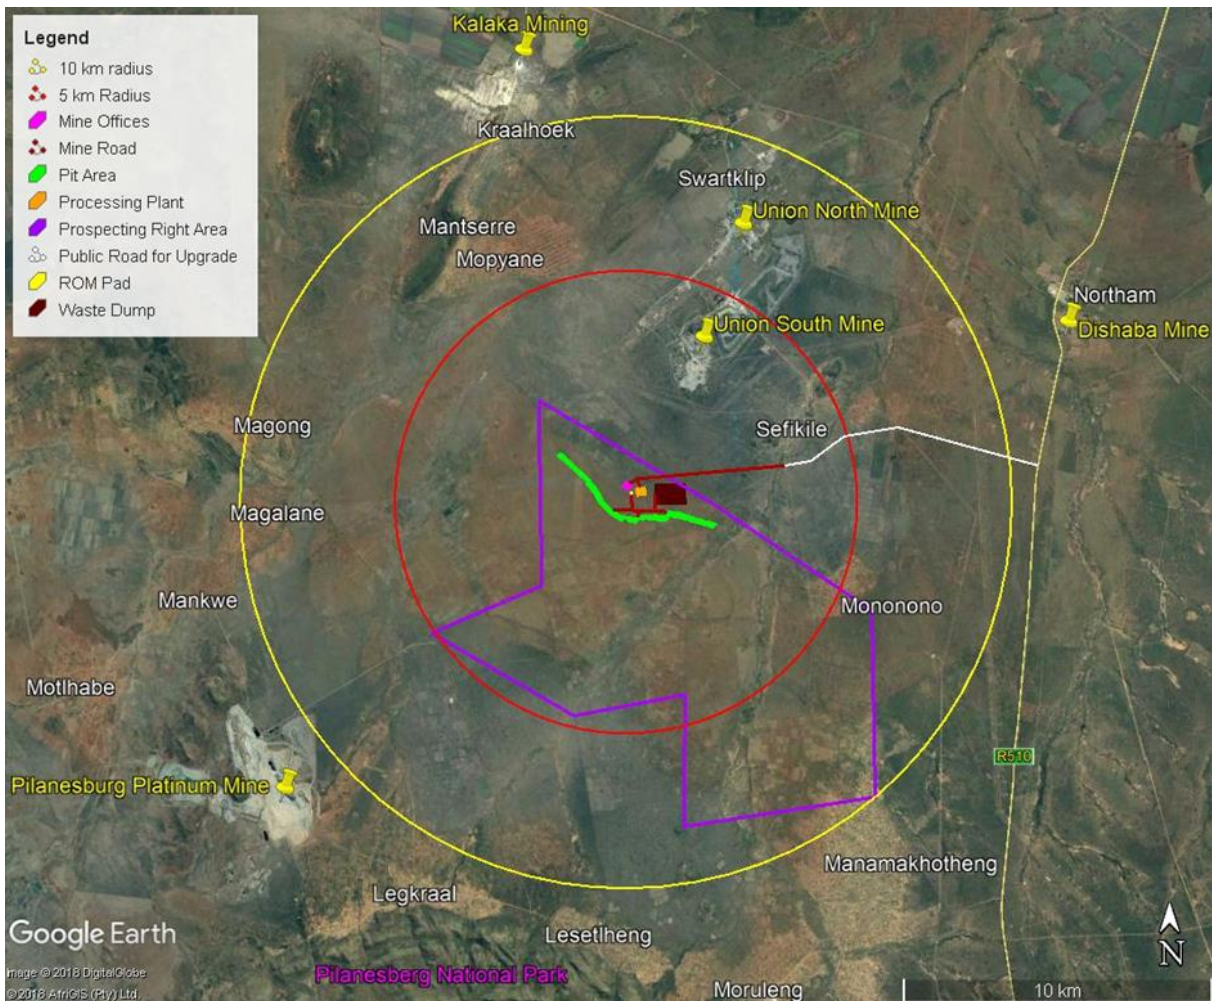 Legend
10 km radius
5 km Radius
Mine Offices
Mine Road
Pit Area
Processing Plant
Prospecting Right Area
Public Road for Upgrade
ROM Pad
Waste Dump
Kalaka Mining
Kraalhoek
Swartklip
Union North Mine
Mantserre
Mopyane
Northam
Union South Mine
Dishaba Mine
Magong
Sefikile
Magalane
Mankwe
Mononono
Motlhabe
R510
Pilanesburg Platinum Mine
Manamakhotheng
Legkraal
Google Earth
Lesetlheng
N
Image © 2018 DigitalGlobe
Pilanesberg National Park
© 2018 AfriGIS (Pty) Ltd.
Moruleng
10 km